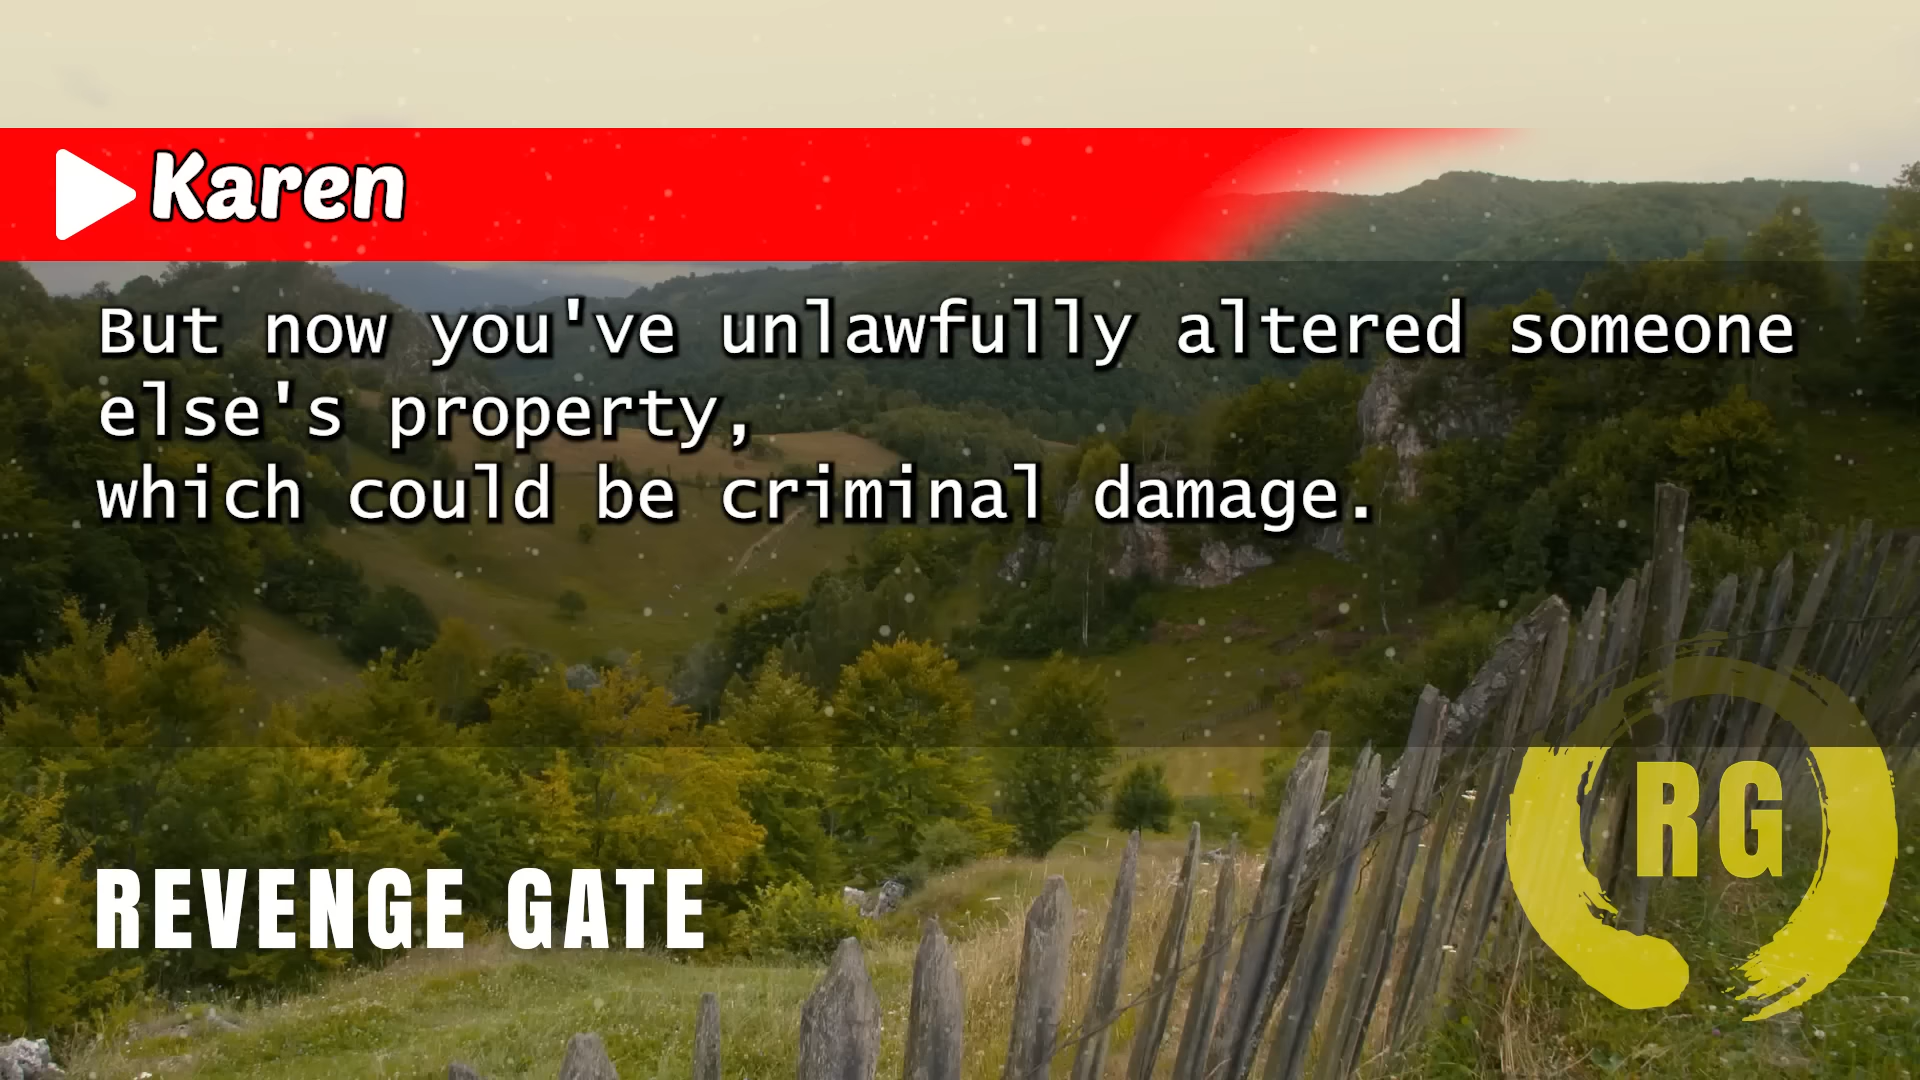 Karen
But now you've unlawfully altered someone
else's property,
which could be criminal damage.
RG
REVENGE GATE